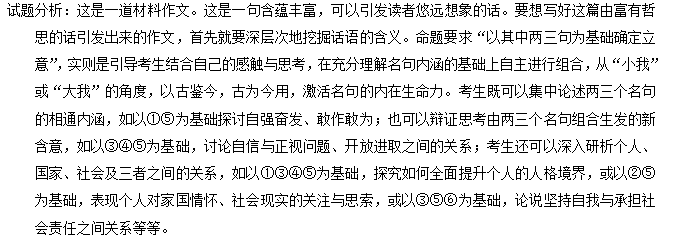 试题分析：这是一道材料作文。这是一句含蕴丰富，可以引发读者悠远想象的话。要想写好这篇由富有哲
思的话引发出来的作文，首先就要深层次地挖掘话语的含义。命题要求“以其中两三句为基础确定立
意”，实则是引导考生结合自己的感触与思考，在充分理解名句内涵的基础上自主进行组合，从“小我”
或“大我”的角度，以古鉴今，古为今用，激活名句的内在生命力。考生既可以集中论述两三个名句
的相通内涵，如以①⑤为基础探讨自强奋发、敢作敢为；也可以辩证思考由两三个名句组合生发的新
含意，如以③④⑤为基础，讨论自信与正视问题、开放进取之间的关系；考生还可以深入研析个人、
国家、社会及三者之间的关系，如以①③④⑤为基础，探究如何全面提升个人的人格境界，或以②⑤
为基础，表现个人对家国情怀、社会现实的关注与思索，或以③⑤⑥为基础，论说坚持自我与承担社
会责任之间关系等等。